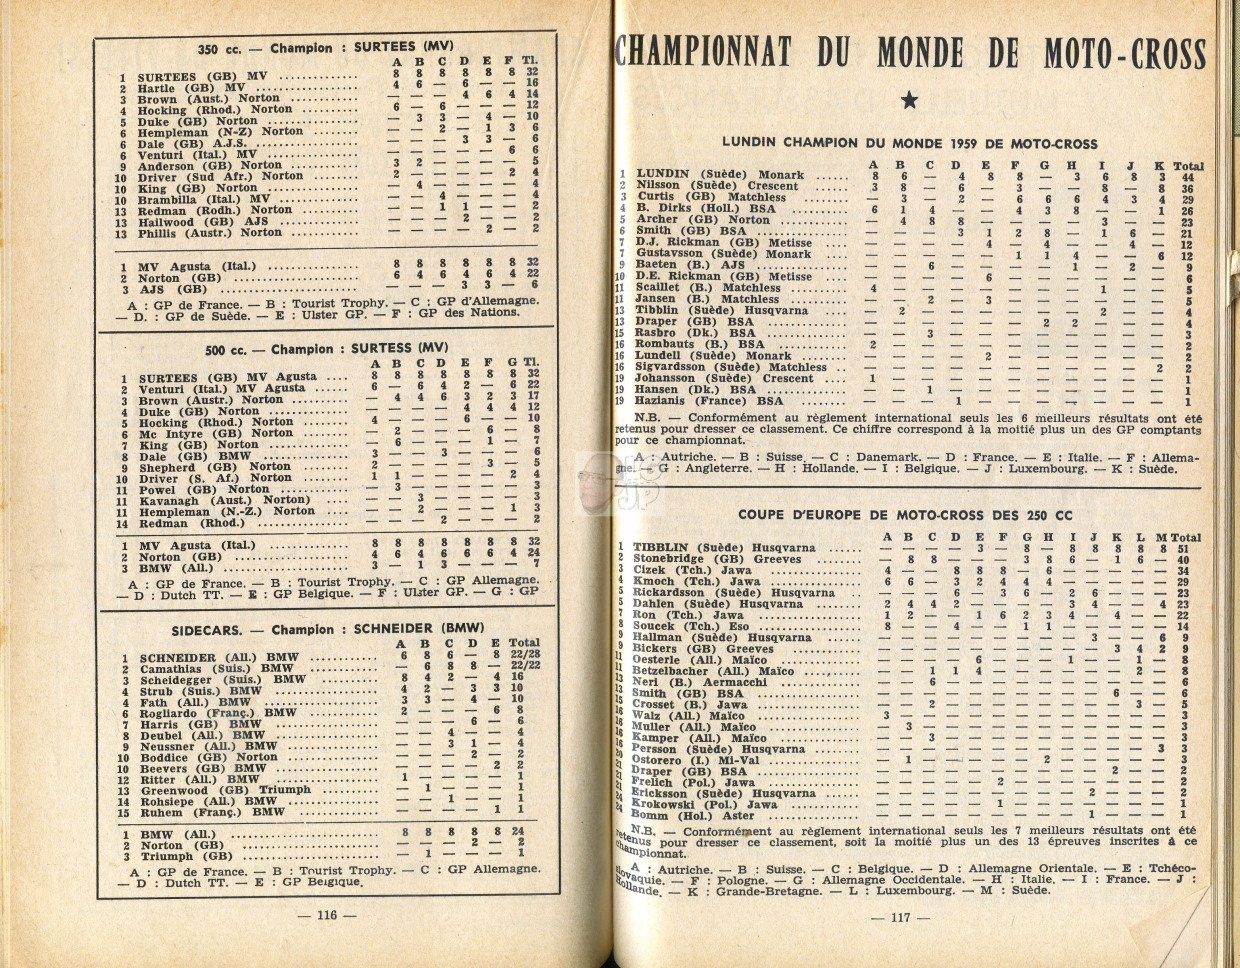 350 cc. — Champion : SURTEES (MV)
A B C D E F Tl.
1 SURTEES (GB) MV .............. 8 8 8 8 8 8 32
2 Hartle (GB) MV .............. 4 6 — 6 — — 16
3 Brown (Aust.) Norton .......... — — — 4 6 4 14
4 Hocking (Rhod.) Norton ........ 6 — 6 — — — 12
5 Duke (GB) Norton .............. — 3 3 — 4 — 10
6 Hempleman (N-Z) Norton ........ — — 2 — 1 3 6
6 Dale (GB) A.J.S. .............. — — — 3 3 — 6
6 Venturi (Ital.) MV ............ — — — — — 6 6
9 Anderson (GB) Norton .......... 3 2 — — — — 5
10 Driver (Sud Afr.) Norton ...... 2 — — — — 2 4
10 King (GB) Norton .............. — 4 — — — — 4
10 Brambilla (Ital.) MV .......... — — 4 — — — 4
13 Redman (Rodh.) Norton ......... — — 1 1 — — 2
13 Hailwood (GB) AJS ............. — — — 2 — — 2
13 Phillis (Austr.) Norton ....... — — — — 2 — 2
1 MV Agusta (Ital.) ............. 8 8 8 8 8 8 32
2 Norton (GB) ................... 6 4 6 4 6 4 22
3 AJS (GB) ...................... — — — 3 3 — 6
A : GP de France. — B : Tourist Trophy. — C : GP d'Allemagne.
— D. : GP de Suède. — E : Ulster GP. — F : GP des Nations.
500 cc. — Champion : SURTESS (MV)
A B C D E F G Tl.
1 SURTEES (GB) MV Agusta .... 8 8 8 8 8 8 8 32
2 Venturi (Ital.) MV Agusta .... 6 — 6 4 2 — 6 22
3 Brown (Austr.) Norton .......... — 4 4 6 3 2 3 17
4 Duke (GB) Norton .............. — — — — 4 4 4 12
5 Hocking (Rhod.) Norton ........ 4 — — — 6 — — 10
6 Mc Intyre (GB) Norton ......... — 2 — — — 6 — 8
7 King (GB) Norton .............. — 6 — — — 1 — 7
8 Dale (GB) BMW ................. 3 — — 3 — — — 6
9 Shepherd (GB) Norton .......... 2 — — — — 3 — 5
10 Driver (S. Af.) Norton ........ 1 1 — — — — 2 4
11 Powel (GB) Norton ............. — 3 — — — — — 3
11 Kavanagh (Aust.) Norton) ...... — — 3 — — — — 3
11 Hempleman (N.-Z.) Norton ...... — — 2 — — — 1 3
14 Redman (Rhod.) ................ — — — 2 — — — 2
1 MV Agusta (Ital.) ............. 8 8 8 8 8 8 8 32
2 Norton (GB) ................... 4 6 4 6 6 6 4 24
3 BMW (All.) .................... 3 — 1 3 — — — 7
A : GP de France. — B : Tourist Trophy. — C : GP Allemagne.
— D : Dutch TT. — E : GP Belgique. — F : Ulster GP. — G : GP
SIDECARS. — Champion : SCHNEIDER (BMW)
A B C D E Total
1 SCHNEIDER (All.) BMW .......... 6 8 6 — 8 22/28
2 Camathias (Suis.) BMW ......... — 6 8 8 — 22/22
3 Scheidegger (Suis.) BMW ....... 8 4 2 — 4 16
4 Strub (Suis.) BMW ............. 4 2 — 3 3 10
4 Fath (All.) BMW ............... 3 3 — 4 — 10
6 Rogliardo (Franç.) BMW ........ 2 — — — 6 8
7 Harris (GB) BMW ............... — — — 6 — 6
8 Deubel (All.) BMW ............. — — 4 — — 4
9 Neussner (All.) BMW ........... — — 3 1 — 4
10 Boddice (GB) Norton ........... — — — 2 — 2
10 Beevers (GB) BMW .............. — — — — 2 2
12 Ritter (All.) BMW ............. 1 — — — — 1
13 Greenwood (GB) Triumph ........ — 1 — — — 1
14 Rohsiepe (All.) BMW ........... — — 1 — — 1
15 Ruhem (Franç.) BMW ............ — — — — 1 1
1 BMW (All.) .................... 8 8 8 8 8 24
2 Norton (GB) ................... — — — 2 — 2
3 Triumph (GB) .................. — 1 — — — 1
A : GP de France. — B : Tourist Trophy. — C : GP Allemagne.
— D : Dutch TT. — E : GP Belgique.
— 116 —
CHAMPIONNAT DU MONDE DE MOTO-CROSS
LUNDIN CHAMPION DU MONDE 1959 DE MOTO-CROSS
A B C D E F G H I J K Total
1 LUNDIN (Suède) Monark ...... 8 6 — 4 8 8 — 3 6 8 3 44
2 Nilsson (Suède) Crescent ...... 3 8 — 6 — 3 — — 8 — 8 36
3 Curtis (GB) Matchless ...... — 3 — 2 — 6 6 6 4 3 4 29
4 B. Dirks (Holl.) BSA .......... 6 1 4 — — 4 3 8 — — 1 26
5 Archer (GB) Norton ............ — 4 8 8 — — — — 3 — — 23
6 Smith (GB) BSA ................ — — — 3 1 2 8 — 1 6 — 21
7 D.J. Rickman (GB) Metisse .... — — — — 4 — 4 — — 4 — 12
7 Gustavsson (Suède) Monark .... — — — — — 1 1 4 — — 6 12
9 Baeten (B.) AJS ............... — — 6 — — — — 1 — 2 — 9
10 D.E. Rickman (GB) Metisse .... — — — — 6 — — — — — — 6
11 Scaillet (B.) Matchless ....... 4 — — — — — — — 1 — — 5
11 Jansen (B.) Matchless ......... — — 2 — 3 — — — — — — 5
13 Tibblin (Suède) Husqvarna .... — 2 — — — — — — 2 — — 4
13 Draper (GB) BSA ............... — — — — — — 2 2 — — — 4
15 Rasbro (Dk.) BSA .............. — — 3 — — — — — — — — 3
16 Rombauts (B.) BSA ............. 2 — — — — — — — — — — 2
16 Lundell (Suède) Monark ........ — — — — 2 — — — — — — 2
16 Sigvardsson (Suède) Matchless .. — — — — — — — — — — 2 2
19 Johansson (Suède) Crescent .... 1 — — — — — — — — — — 1
19 Hansen (Dk.) BSA .............. — — 1 — — — — — — — — 1
19 Hazianis (France) BSA ......... — — — 1 — — — — — — — 1
N.B. — Conformément au règlement international seuls les 6 meilleurs résultats ont été
retenus pour dresser ce classement. Ce chiffre correspond à la moitié plus un des GP comptants
pour ce championnat.
A : Autriche. — B : Suisse. — C : Danemark. — D : France. — E : Italie. — F : Allema-
gne. — G : Angleterre. — H : Hollande. — I : Belgique. — J : Luxembourg. — K : Suède.
COUPE D'EUROPE DE MOTO-CROSS DES 250 CC
A B C D E F G H I J K L M Total
1 TIBBLIN (Suède) Husqvarna ...... — — — — 3 — 8 — 8 8 8 8 8 51
2 Stonebridge (GB) Greeves ...... — 8 8 — — — 3 8 6 — 1 6 — 40
3 Cizek (Tch.) Jawa ............. 4 — — 8 8 8 — 6 — — — — — 34
4 Kmoch (Tch.) Jawa ............. 6 6 — 3 2 4 4 4 — — — — — 29
5 Rickardsson (Suède) Husqvarna . — — — 6 — 3 6 — 2 6 — — — 23
5 Dahlen (Suède) Husqvarna ........ 2 4 4 2 — — — — 3 4 — — 4 23
7 Ron (Tch.) Jawa ............... 1 2 — — 1 6 2 3 4 — 4 — — 22
8 Soucek (Tch.) Eso ............. 8 — — 4 — — 1 1 — — — — — 14
9 Hallman (Suède) Husqvarna ...... — — — — — — — — — 3 — — 6 9
9 Bickers (GB) Greeves .......... — — — — — — — — — — 3 4 2 9
11 Oesterle (All.) Maïco ......... — — — — 6 — — — 1 — — 1 — 8
11 Betzelbacher (All.) Maïco ...... — — 1 1 4 — — — — — — 2 — 8
13 Neri (B.) Aermacchi ........... — — 6 — — — — — — — — — — 6
13 Smith (GB) BSA ................ — — — — — — — — — — 6 — — 6
15 Crosset (B.) Jawa ............. — — 2 — — — — — — — — 3 — 5
16 Walz (All.) Maïco ............. 3 — — — — — — — — — — — — 3
16 Muller (All.) Maïco ........... — 3 — — — — — — — — — — — 3
16 Kamper (All.) Maïco ........... — — 3 — — — — — — — — — — 3
16 Persson (Suède) Husqvarna ...... — — — — — — — — — — — — 3 3
20 Ostorero (I.) Mi-Val .......... — 1 — — — — — 2 — — — — — 3
21 Draper (GB) BSA ............... — — — — — — — — — — 2 — — 2
21 Frelich (Pol.) Jawa ........... — — — — — 2 — — — — — — — 2
21 Ericksson (Suède) Husqvarna .... — — — — — — — — — 2 — — — 2
24 Krokowski (Pol.) Jawa ......... — — — — — 1 — — — — — — — 1
24 Bomm (Hol.) Aster ............. — — — — — — — — — 1 — — — 1
N.B. — Conformément au règlement international seuls les 7 meilleurs résultats ont été
retenus pour dresser ce classement, soit la moitié plus un des 13 épreuves inscrites à ce
championnat.
A : Autriche. — B : Suisse. — C : Belgique. — D : Allemagne Orientale. — E : Tchéco-
slovaquie. — F : Pologne. — G : Allemagne Occidentale. — H : Italie. — I : France. — J :
Hollande. — K : Grande-Bretagne. — L : Luxembourg. — M : Suède.
— 117 —